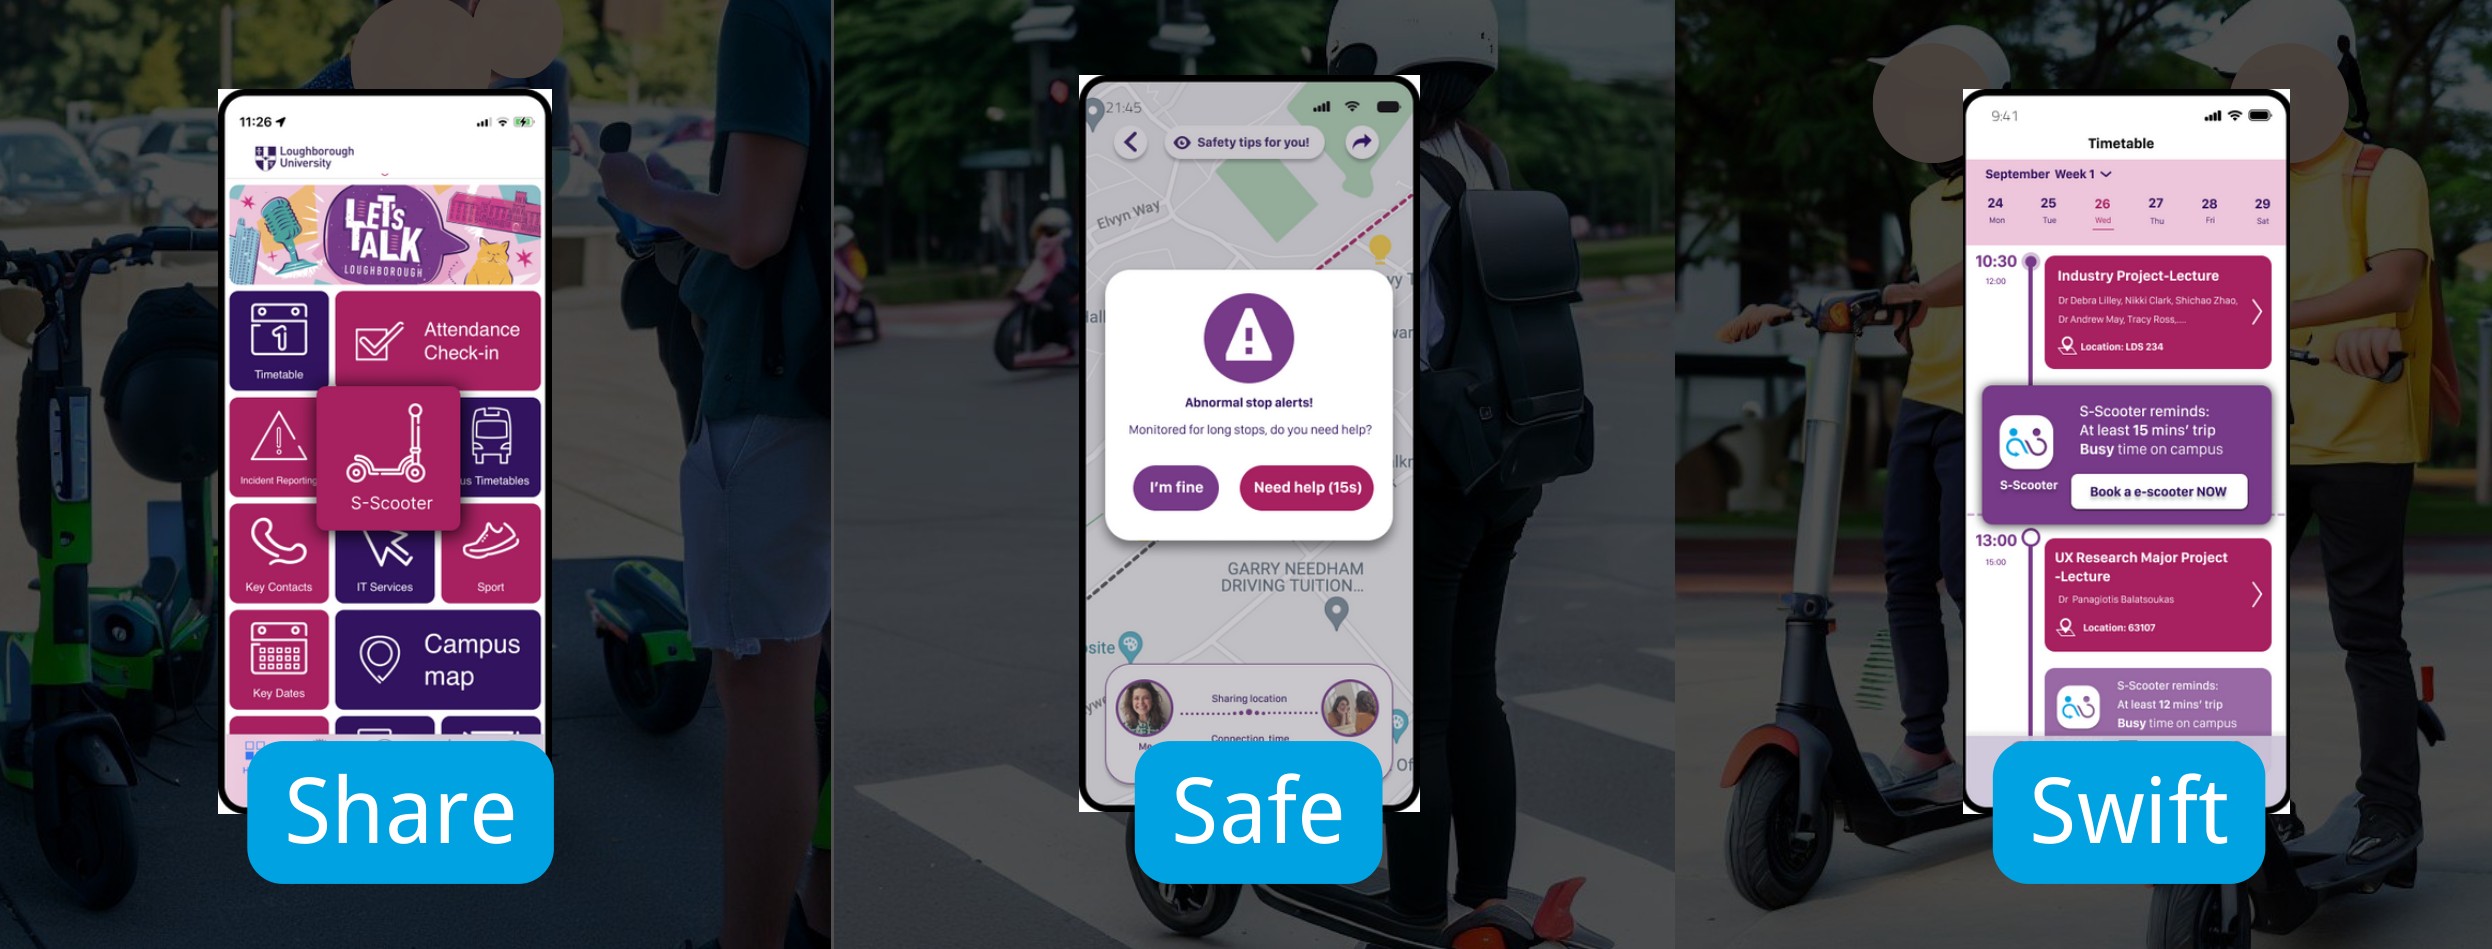 11:26
Loughborough
University
LET'S
TALK
LOUGHBOROUGH
Timetable
Attendance
Check-in
Incident Reporting
S-Scooter
us Timetables
Key Contacts
IT Services
Sport
Key Dates
Campus
map
Share
21:45
Safety tips for you!
Elvyn Way
Abnormal stop alerts!
Monitored for long stops, do you need help?
I'm fine
Need help (15s)
GARRY NEEDHAM
DRIVING TUITION...
site
Sharing location
Me
Connection time
Of
Safe
9:41
Timetable
September Week 1
24 25 26 27 28 29
Mon Tue Wed Thu Fri Sat
10:30
12:00
Industry Project-Lecture
Dr Debra Lilley, Nikki Clark, Shichao Zhao,
Dr Andrew May, Tracy Ross,....
Location: LDS 234
S-Scooter reminds:
At least 15 mins' trip
Busy time on campus
S-Scooter
Book a e-scooter NOW
13:00
15:00
UX Research Major Project
-Lecture
Dr Panagiotis Balatsoukas
Location: 63107
S-Scooter reminds:
At least 12 mins' trip
Busy time on campus
Swift